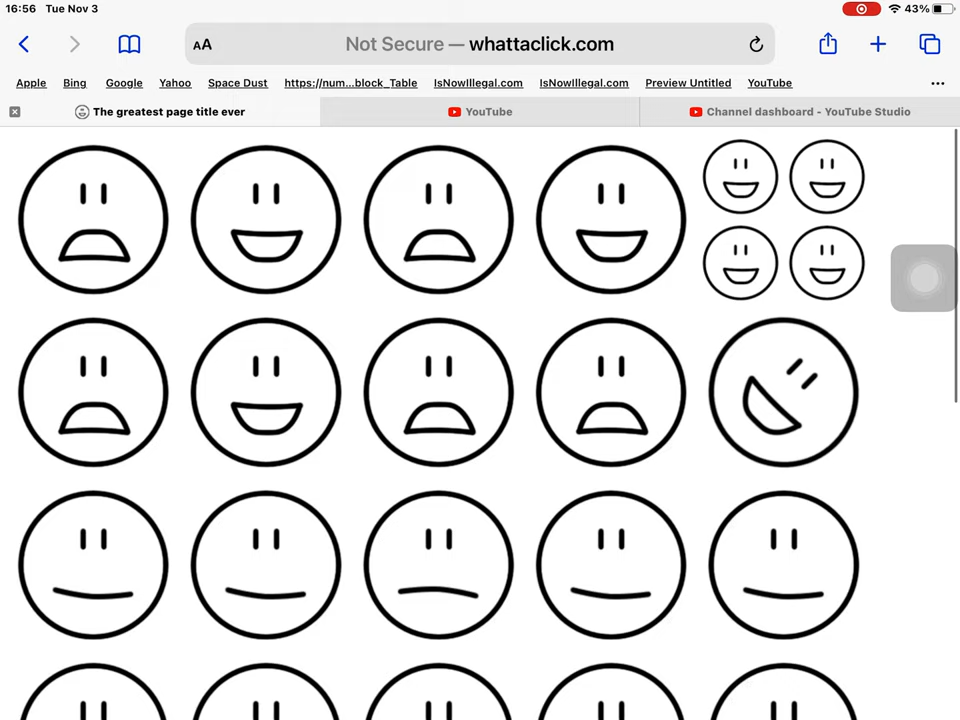 16:56 Tue Nov 3 43%
AA Not Secure — whattaclick.com
Apple Bing Google Yahoo Space Dust https://num...block_Table IsNowIllegal.com IsNowIllegal.com Preview Untitled YouTube
The greatest page title ever YouTube Channel dashboard - YouTube Studio